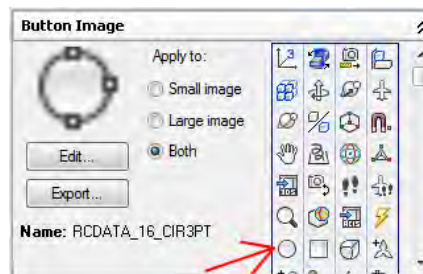 Button Image
Apply to:
Small image
Large image
Both
Edit...
Export...
Name: RCDATA_16_CIR3PT